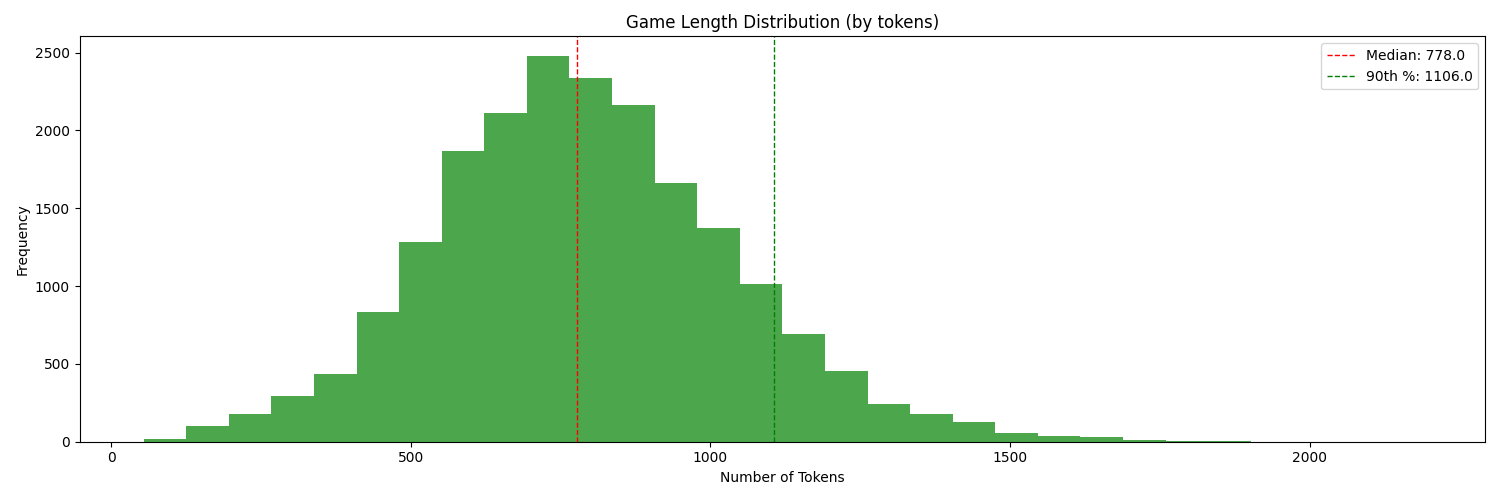 Game Length Distribution (by tokens)
Median: 778.0
90th %: 1106.0
Frequency
2500
2000
1500
1000
500
0
0 500 1000 1500 2000
Number of Tokens